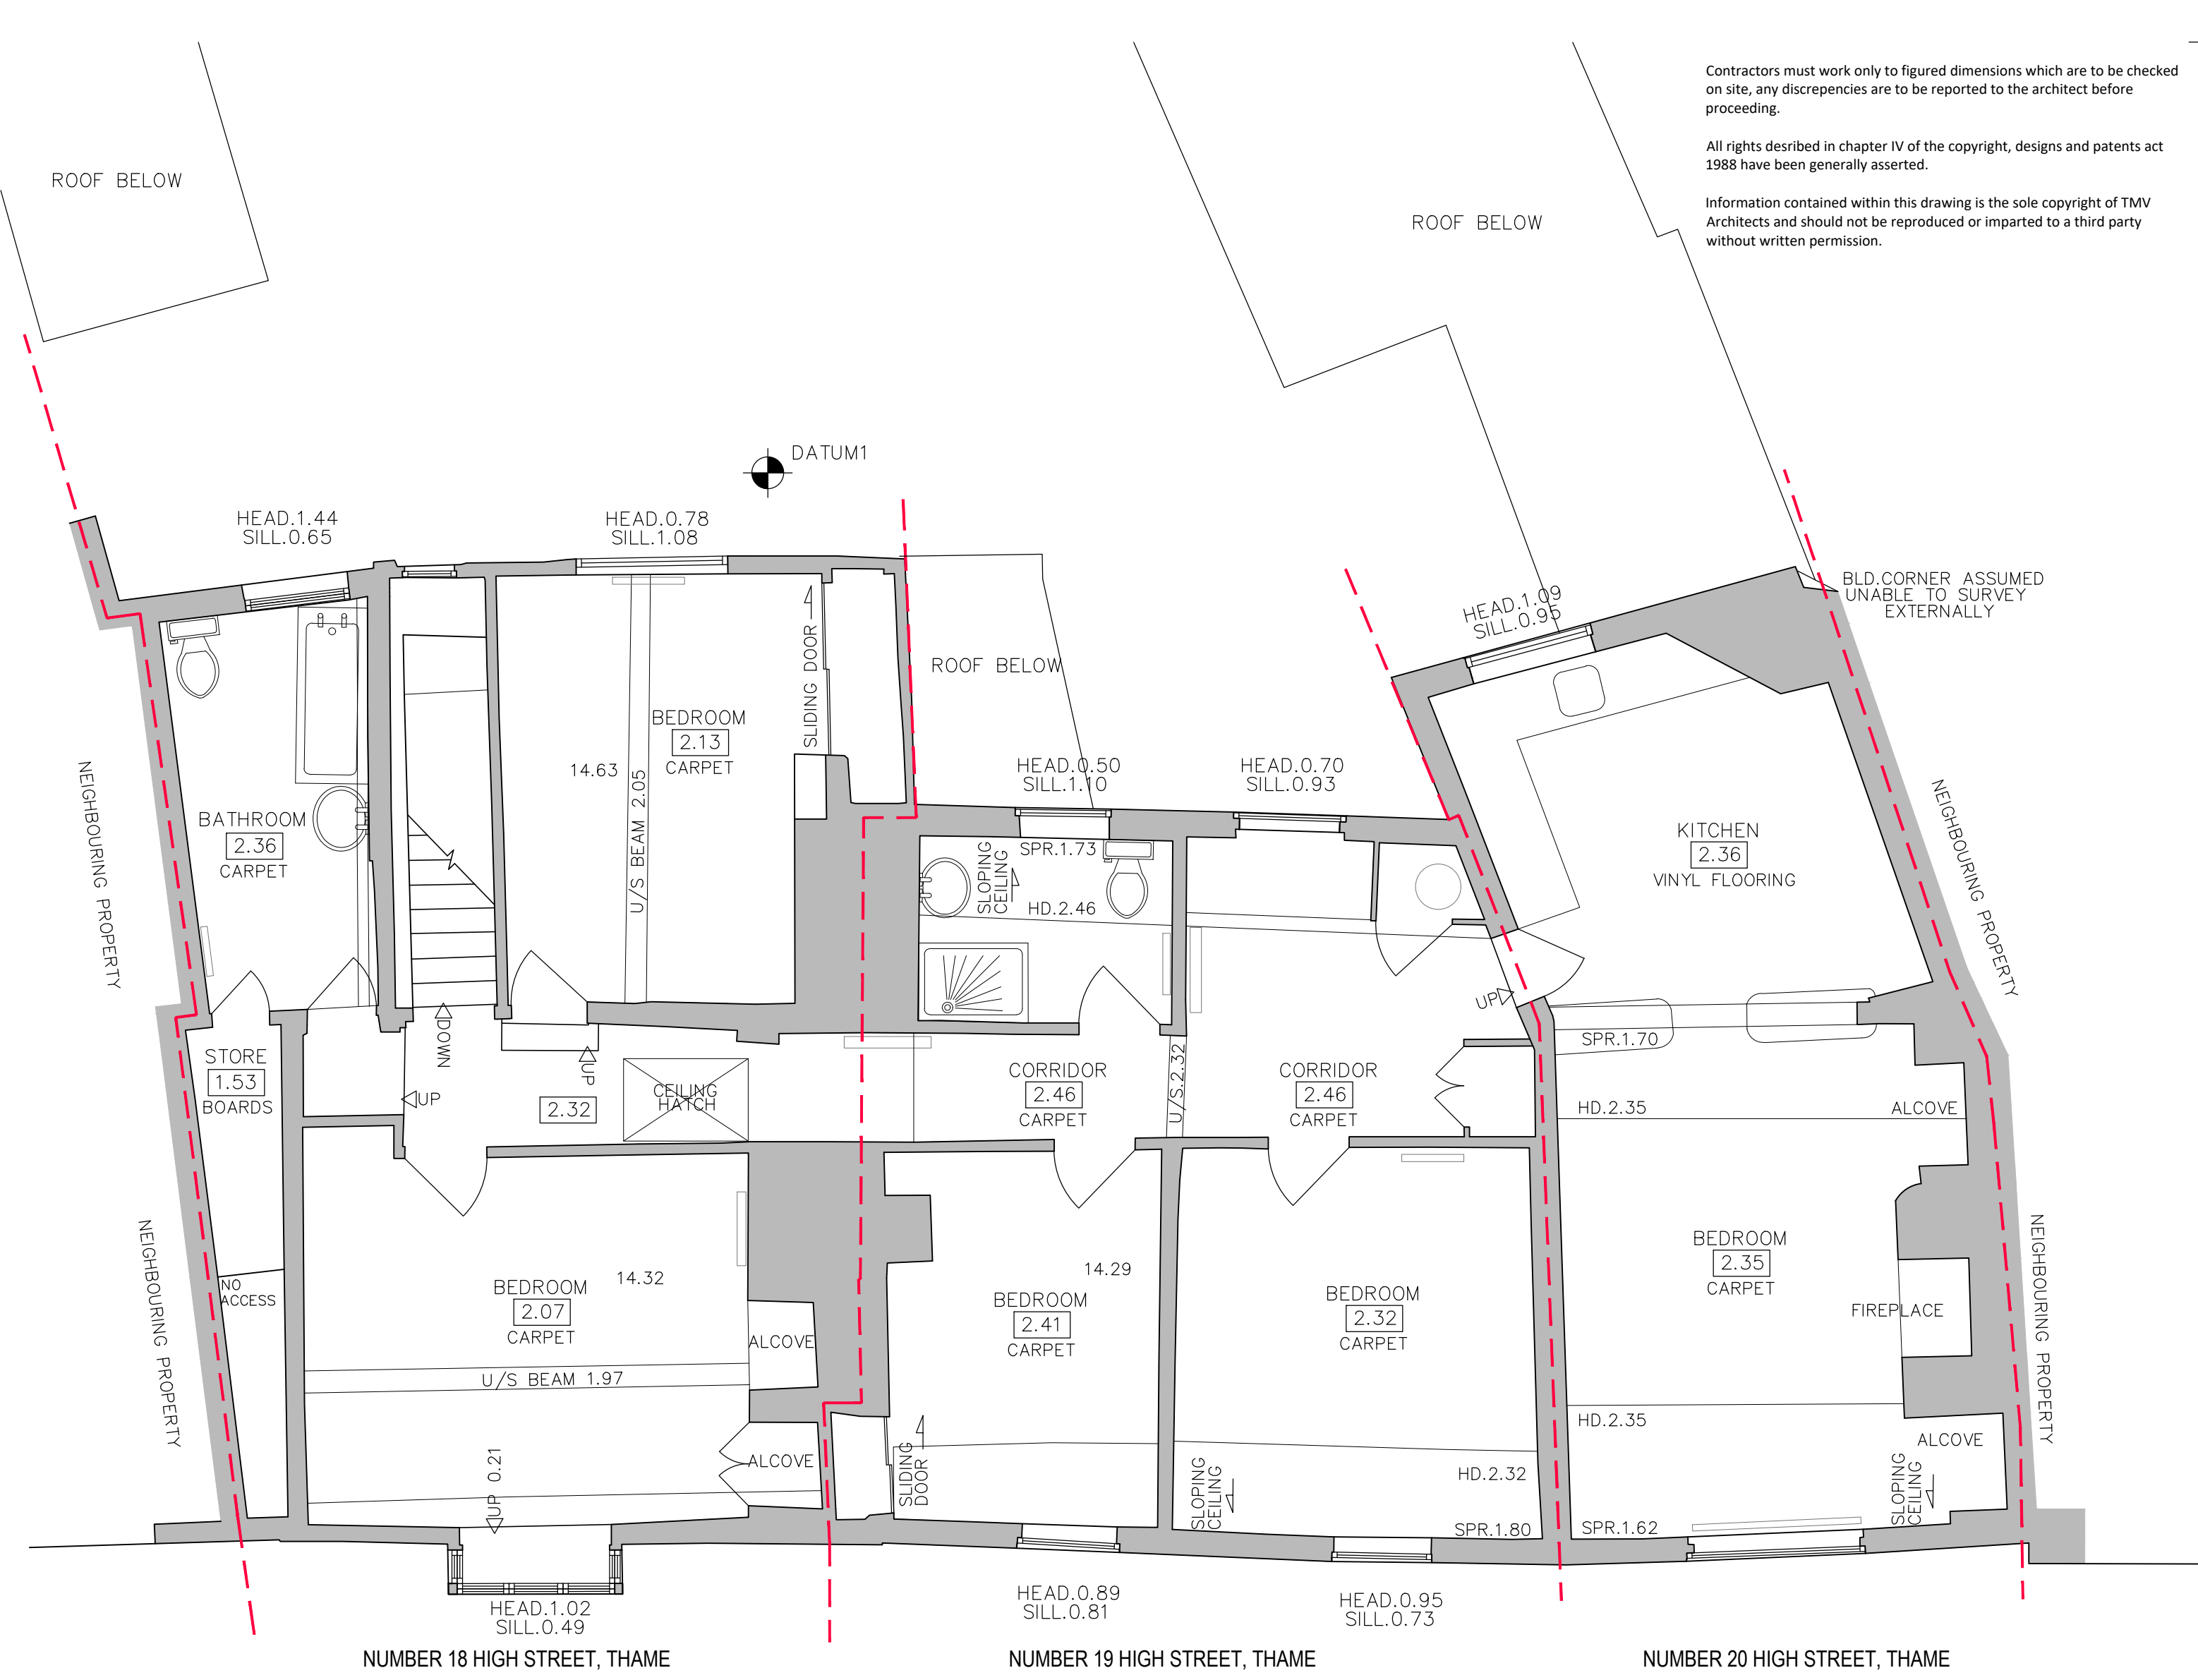 Contractors must work only to figured dimensions which are to be checked
on site, any discrepencies are to be reported to the architect before
proceeding.
All rights desribed in chapter IV of the copyright, designs and patents act
1988 have been generally asserted.
Information contained within this drawing is the sole copyright of TMV
Architects and should not be reproduced or imparted to a third party
without written permission.
ROOF BELOW
ROOF BELOW
DATUM1
HEAD.1.44
SILL.0.65
HEAD.0.78
SILL.1.08
HEAD.1.09
SILL.0.95
BLD.CORNER ASSUMED
UNABLE TO SURVEY
EXTERNALLY
ROOF BELOW
SLIDING DOOR
BEDROOM
2.13
CARPET
14.63
U/S BEAM 2.05
HEAD.0.50
SILL.1.10
HEAD.0.70
SILL.0.93
NEIGHBOURING PROPERTY
BATHROOM
2.36
CARPET
SPR.1.73
SLOPING
CEILING
HD.2.46
KITCHEN
2.36
VINYL FLOORING
NEIGHBOURING PROPERTY
UP
DOWN
STORE
1.53
BOARDS
UP
UP
2.32
CEILING
HATCH
CORRIDOR
2.46
CARPET
U/S.2.32
CORRIDOR
2.46
CARPET
SPR.1.70
HD.2.35
ALCOVE
NEIGHBOURING PROPERTY
NO
ACCESS
BEDROOM
2.07
CARPET
14.32
ALCOVE
U/S BEAM 1.97
ALCOVE
UP 0.21
BEDROOM
2.41
CARPET
14.29
SLIDING
DOOR
BEDROOM
2.32
CARPET
SLOPING
CEILING
HD.2.32
SPR.1.80
BEDROOM
2.35
CARPET
FIREPLACE
HD.2.35
ALCOVE
SLOPING
CEILING
SPR.1.62
NEIGHBOURING PROPERTY
HEAD.1.02
SILL.0.49
HEAD.0.89
SILL.0.81
HEAD.0.95
SILL.0.73
NUMBER 18 HIGH STREET, THAME
NUMBER 19 HIGH STREET, THAME
NUMBER 20 HIGH STREET, THAME